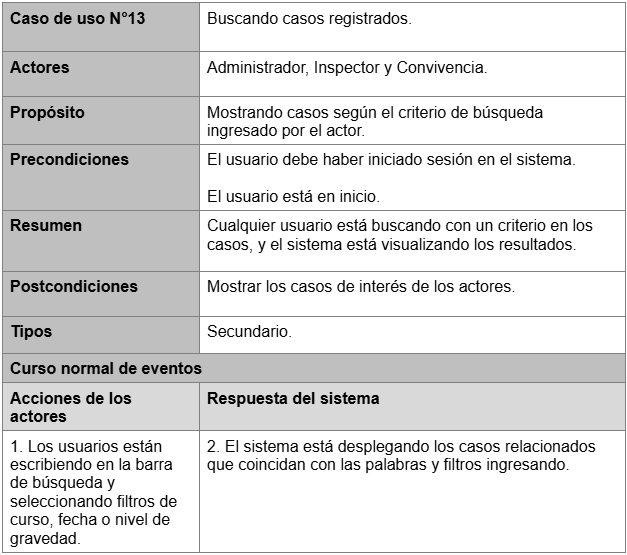 Caso de uso N°13
Buscando casos registrados.
Actores
Administrador, Inspector y Convivencia.
Propósito
Mostrando casos según el criterio de búsqueda
ingresado por el actor.
Precondiciones
El usuario debe haber iniciado sesión en el sistema.
El usuario está en inicio.
Resumen
Cualquier usuario está buscando con un criterio en los
casos, y el sistema está visualizando los resultados.
Postcondiciones
Mostrar los casos de interés de los actores.
Tipos
Secundario.
Curso normal de eventos
Acciones de los
actores
Respuesta del sistema
1. Los usuarios están
escribiendo en la barra
de búsqueda y
seleccionando filtros de
curso, fecha o nivel de
gravedad.
2. El sistema está desplegando los casos relacionados
que coincidan con las palabras y filtros ingresando.